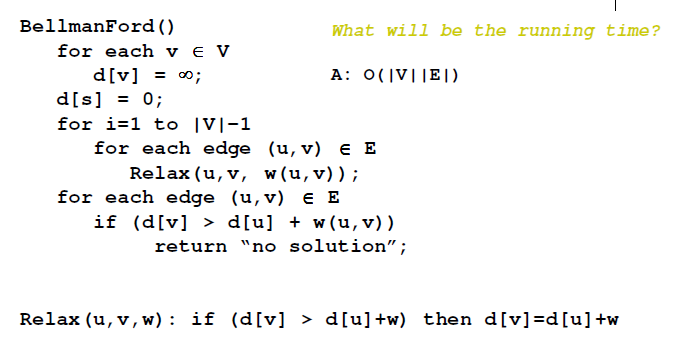 BellmanFord()
What will be the running time?
for each v ∈ V
d[v] = ∞;
A: O(|V||E|)
d[s] = 0;
for i=1 to |V|-1
for each edge (u,v) ∈ E
Relax(u,v, w(u,v));
for each edge (u,v) ∈ E
if (d[v] > d[u] + w(u,v))
return “no solution”;
Relax(u,v,w): if (d[v] > d[u]+w) then d[v]=d[u]+w